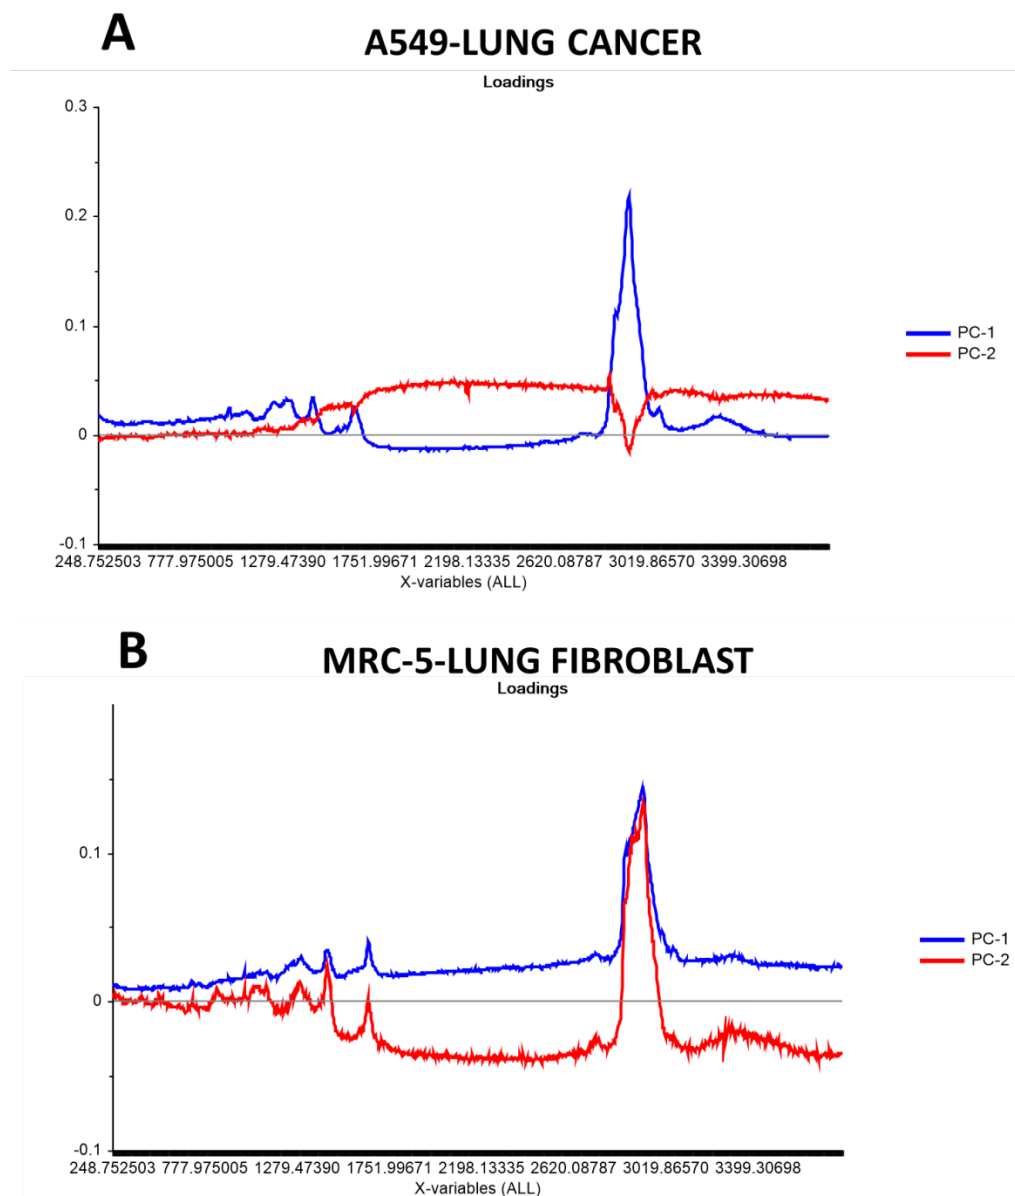 A
A549-LUNG CANCER
Loadings
0.3
0.2
0.1
0
-0.1
PC-1
PC-2
248.752503 777.975005 1279.47390 1751.99671 2198.13335 2620.08787 3019.86570 3399.30698
X-variables (ALL)
B
MRC-5-LUNG FIBROBLAST
Loadings
0.1
0
-0.1
PC-1
PC-2
248.752503 777.975005 1279.47390 1751.99671 2198.13335 2620.08787 3019.86570 3399.30698
X-variables (ALL)